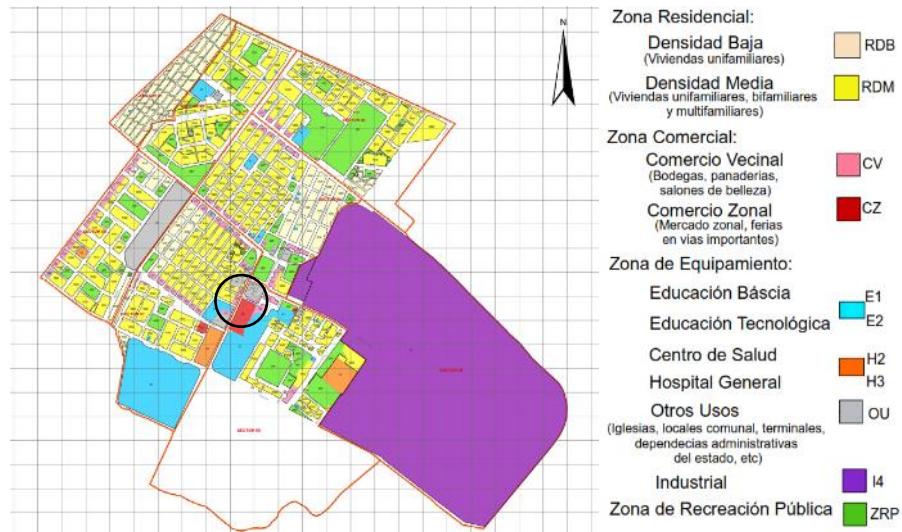 N
Zona Residencial:
Densidad Baja
(Viviendas unifamiliares)
RDB
Densidad Media
(Viviendas unifamiliares, bifamiliares
y multifamiliares)
RDM
Zona Comercial:
Comercio Vecinal
(Bodegas, panaderias,
salones de belleza)
CV
Comercio Zonal
(Mercado zonal, ferias
en vias importantes)
CZ
Zona de Equipamiento:
Educación Báscia
E1
Educación Tecnológica
E2
Centro de Salud
H2
Hospital General
H3
Otros Usos
OU
(Iglesias, locales comunal, terminales,
dependecias administrativas
del estado, etc)
Industrial
I4
Zona de Recreación Pública
ZRP